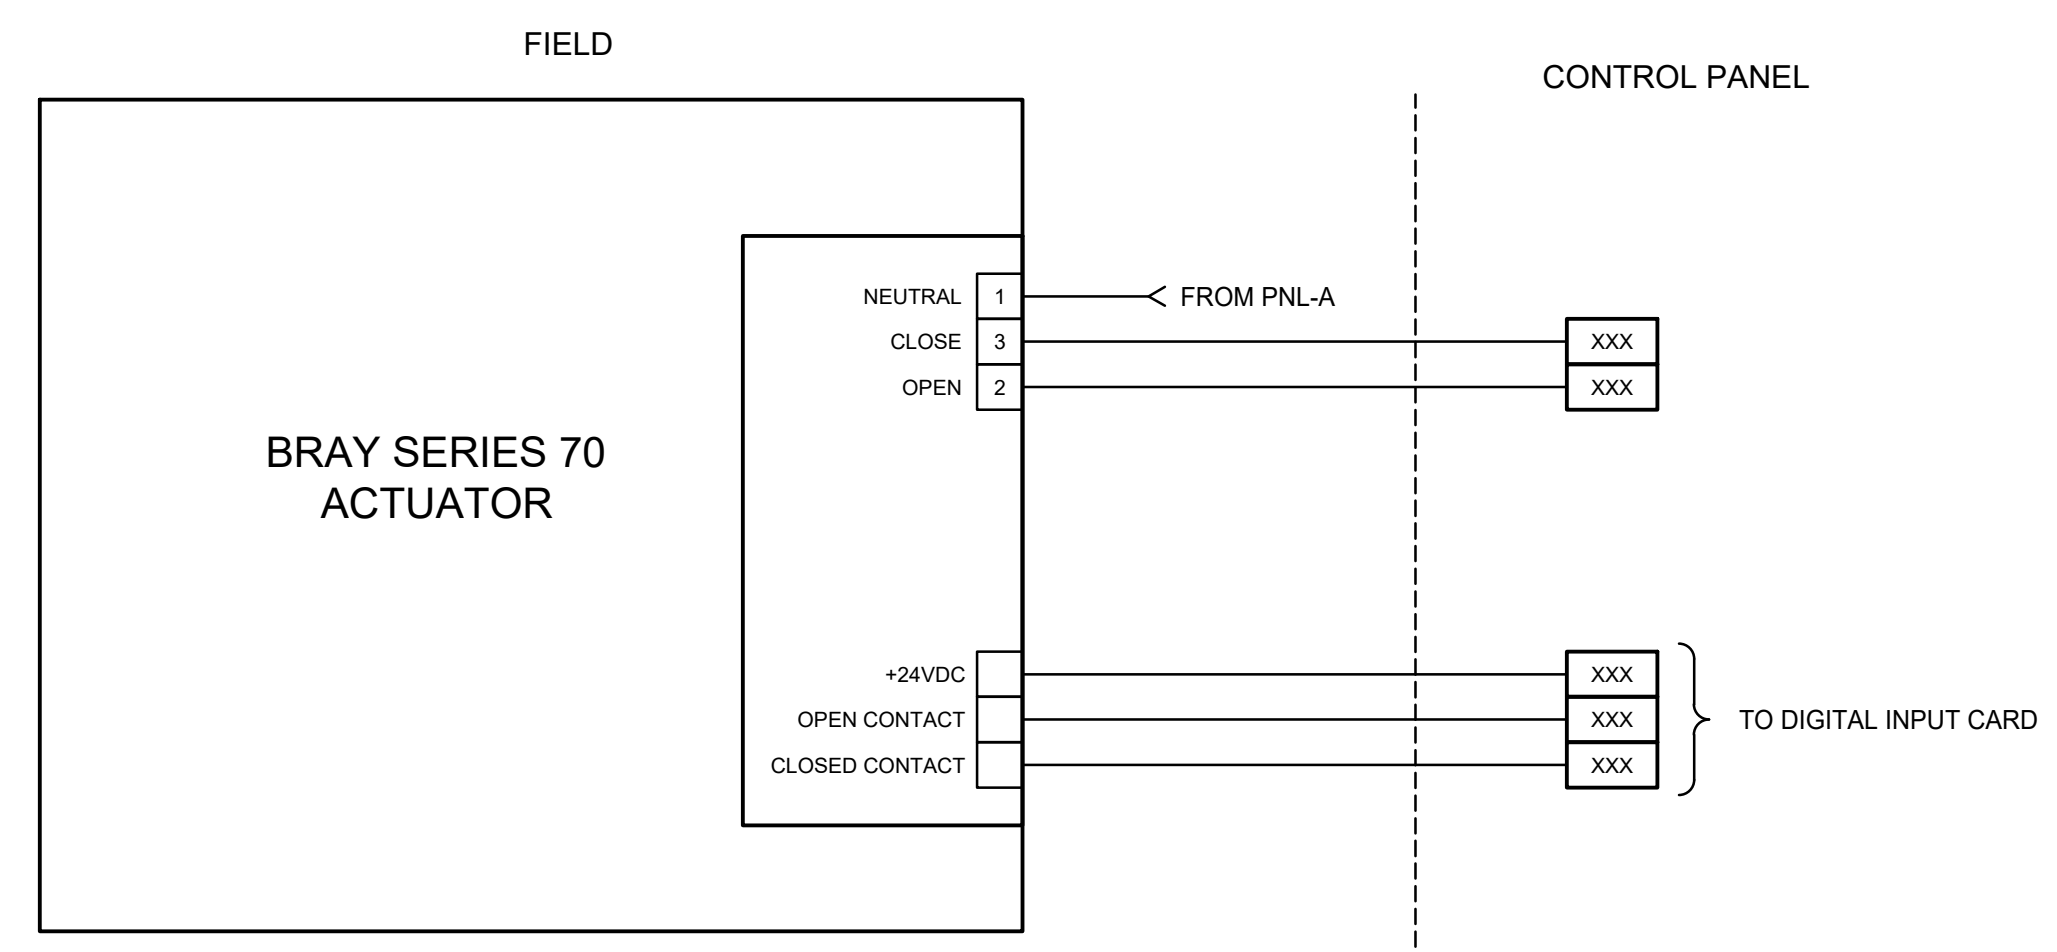 FIELD
CONTROL PANEL
NEUTRAL 1 FROM PNL-A
CLOSE 3 XXX
OPEN 2 XXX
BRAY SERIES 70
ACTUATOR
+24VDC XXX
OPEN CONTACT XXX TO DIGITAL INPUT CARD
CLOSED CONTACT XXX